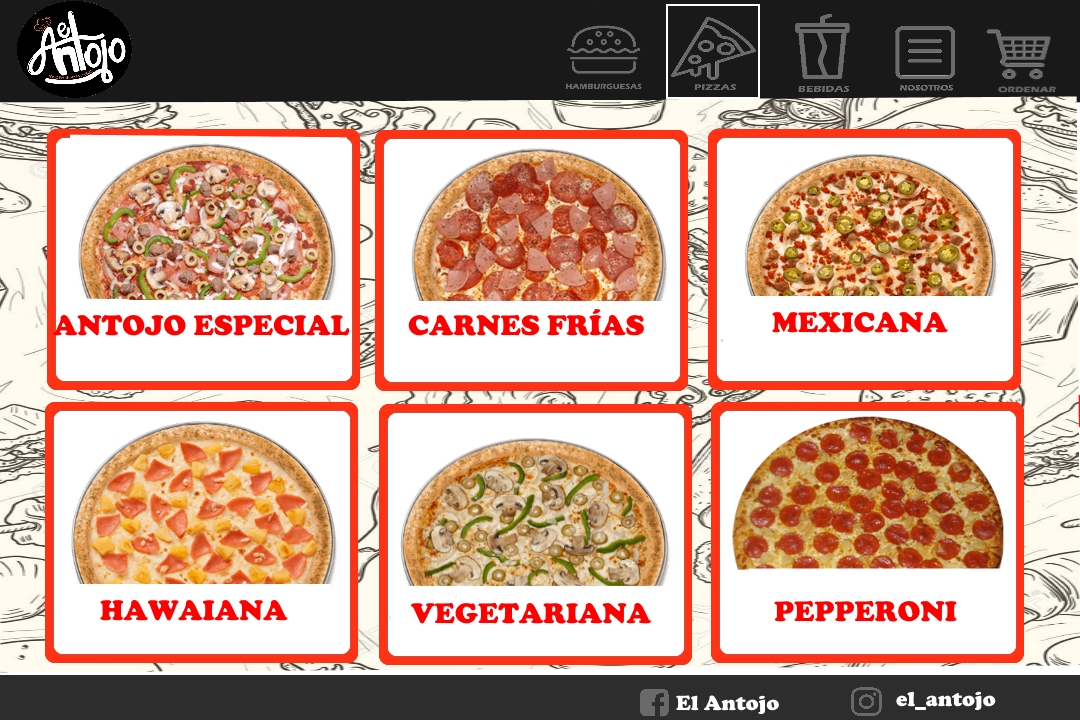 el
Antojo
HAMBURGUESAS
PIZZAS
BEBIDAS
NOSOTROS
ORDENAR
ANTOJO ESPECIAL
CARNES FRÍAS
MEXICANA
HAWAIANA
VEGETARIANA
PEPPERONI
El Antojo
el_antojo